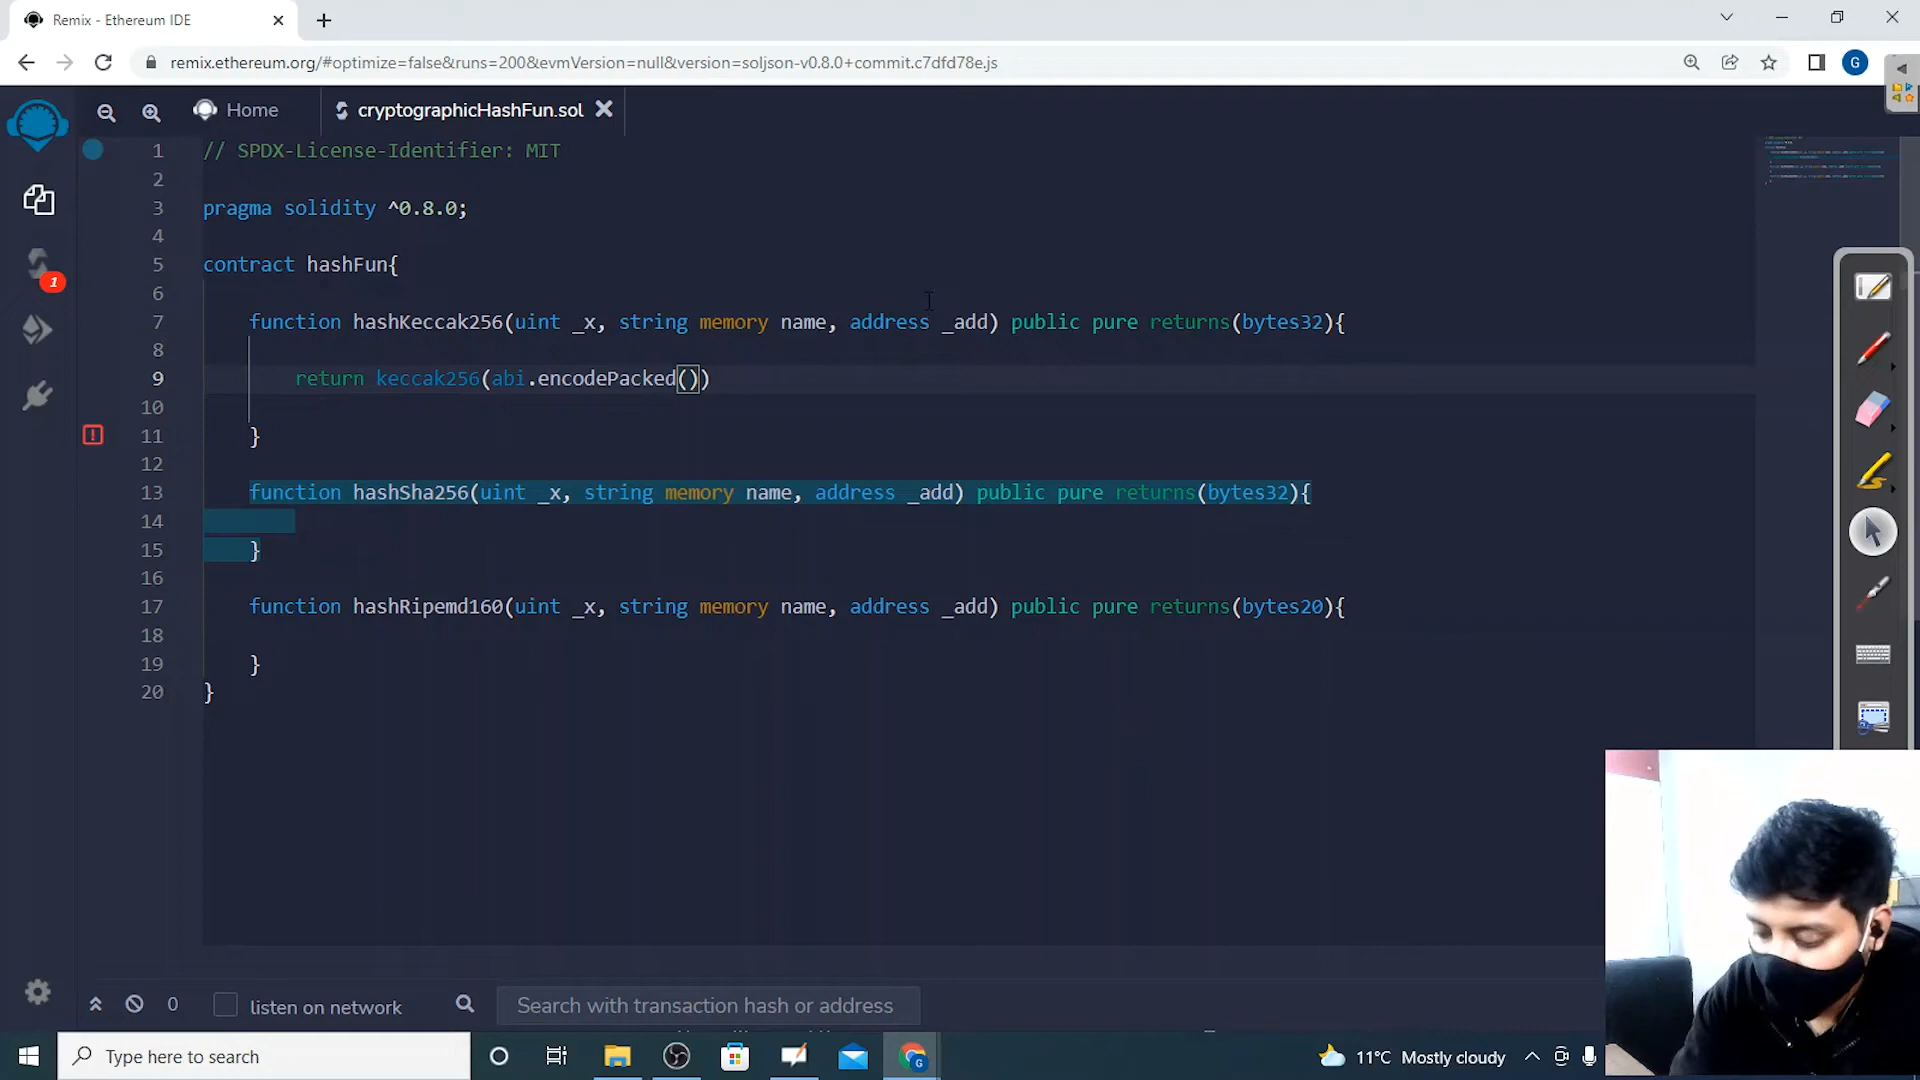 Remix - Ethereum IDE
remix.ethereum.org/#optimize=false&runs=200&evmVersion=null&version=soljson-v0.8.0+commit.c7dfd78e.js
G
Home
cryptographicHashFun.sol
1 // SPDX-License-Identifier: MIT
2
3 pragma solidity ^0.8.0;
4
5 contract hashFun{
6
7 function hashKeccak256(uint _x, string memory name, address _add) public pure returns(bytes32){
8
9 return keccak256(abi.encodePacked())
10
11 }
12
13 function hashSha256(uint _x, string memory name, address _add) public pure returns(bytes32){
14
15 }
16
17 function hashRipemd160(uint _x, string memory name, address _add) public pure returns(bytes20){
18
19 }
20 }
1
0
listen on network
Search with transaction hash or address
Type here to search
G
11°C Mostly cloudy